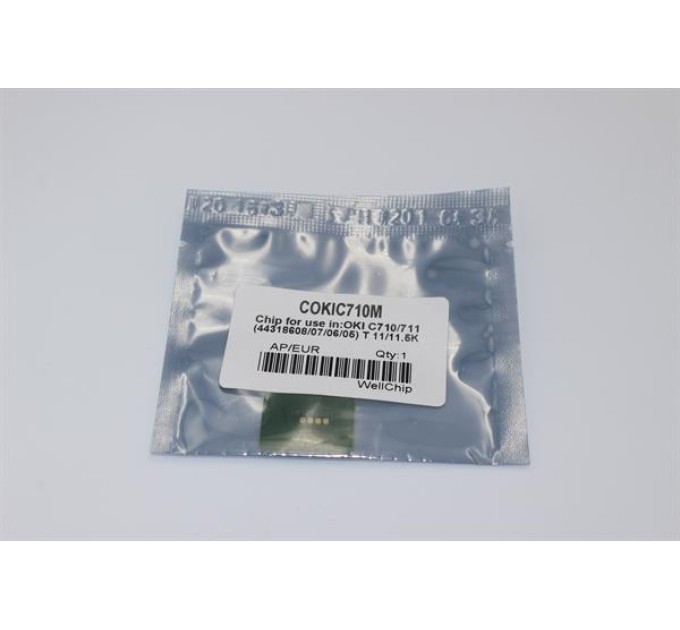 COKIC710M
Chip for use in:OKI C710/711
(44318608/07/06/05) T 11/11.5K
AP/EUR Qty:1
WellChip